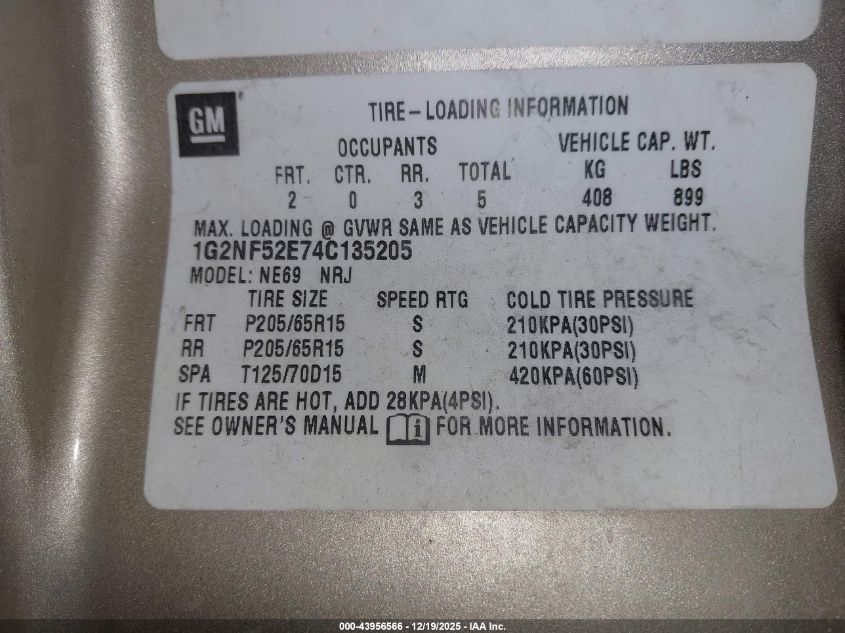 GM
TIRE-LOADING INFORMATION
OCCUPANTS VEHICLE CAP. WT.
FRT. CTR. RR. TOTAL KG LBS
2 0 3 5 408 899
MAX. LOADING @ GVWR SAME AS VEHICLE CAPACITY WEIGHT.
1G2NF52E74C135205
MODEL: NE69 NRJ
TIRE SIZE SPEED RTG COLD TIRE PRESSURE
FRT P205/65R15 S 210KPA(30PSI)
RR P205/65R15 S 210KPA(30PSI)
SPA T125/70D15 M 420KPA(60PSI)
IF TIRES ARE HOT, ADD 28KPA(4PSI).
SEE OWNER'S MANUAL i FOR MORE INFORMATION.
000-43956566 - 12/19/2025 - IAA Inc.